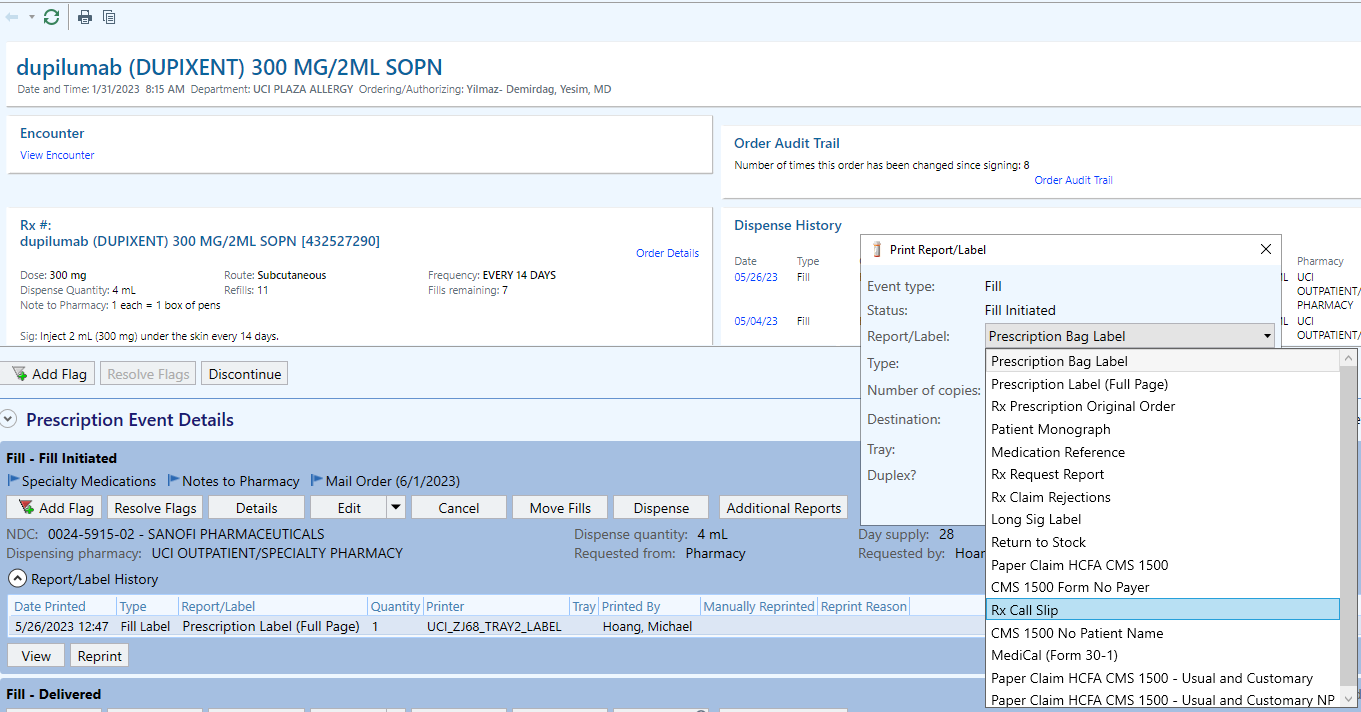 dupilumab (DUPIXENT) 300 MG/2ML SOPN
Date and Time: 1/31/2023 8:15 AM Department: UCI PLAZA ALLERGY Ordering/Authorizing: Yilmaz- Demirdag, Yesim, MD
Encounter
View Encounter
Order Audit Trail
Number of times this order has been changed since signing: 8
Order Audit Trail
Rx #:
dupilumab (DUPIXENT) 300 MG/2ML SOPN [432527290]
Order Details
Dose: 300 mg Route: Subcutaneous Frequency: EVERY 14 DAYS
Dispense Quantity: 4 mL Refills: 11 Fills remaining: 7
Note to Pharmacy: 1 each = 1 box of pens
Sig: Inject 2 mL (300 mg) under the skin every 14 days.
Dispense History
Date Type Pharmacy
05/26/23 Fill UCI
OUTPATIENT/
PHARMACY
05/04/23 Fill UCI
OUTPATIENT/
Print Report/Label
Event type: Fill
Status: Fill Initiated
Report/Label: Prescription Bag Label
Type:
Number of copies:
Destination:
Tray:
Duplex?
Prescription Bag Label
Prescription Label (Full Page)
Rx Prescription Original Order
Patient Monograph
Medication Reference
Rx Request Report
Rx Claim Rejections
Long Sig Label
Return to Stock
Paper Claim HCFA CMS 1500
CMS 1500 Form No Payer
Rx Call Slip
CMS 1500 No Patient Name
MediCal (Form 30-1)
Paper Claim HCFA CMS 1500 - Usual and Customary
Paper Claim HCFA CMS 1500 - Usual and Customary NP
Add Flag Resolve Flags Discontinue
Prescription Event Details
Fill - Fill Initiated
Specialty Medications Notes to Pharmacy Mail Order (6/1/2023)
Add Flag Resolve Flags Details Edit Cancel Move Fills Dispense Additional Reports
NDC: 0024-5915-02 - SANOFI PHARMACEUTICALS Dispense quantity: 4 mL Day supply: 28
Dispensing pharmacy: UCI OUTPATIENT/SPECIALTY PHARMACY Requested from: Pharmacy Requested by: Hoan
Report/Label History
Date Printed Type Report/Label Quantity Printer Tray Printed By Manually Reprinted Reprint Reason
5/26/2023 12:47 Fill Label Prescription Label (Full Page) 1 UCI_ZJ68_TRAY2_LABEL Hoang, Michael
View Reprint
Fill - Delivered